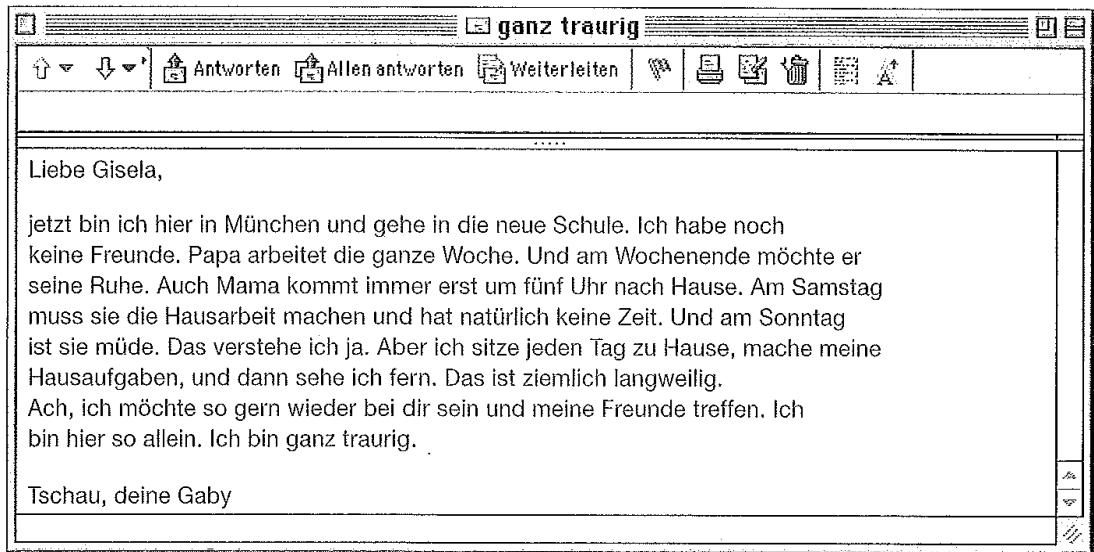 ganz traurig
Antworten Allen antworten Weiterleiten
Liebe Gisela,
jetzt bin ich hier in München und gehe in die neue Schule. Ich habe noch
keine Freunde. Papa arbeitet die ganze Woche. Und am Wochenende möchte er
seine Ruhe. Auch Mama kommt immer erst um fünf Uhr nach Hause. Am Samstag
muss sie die Hausarbeit machen und hat natürlich keine Zeit. Und am Sonntag
ist sie müde. Das verstehe ich ja. Aber ich sitze jeden Tag zu Hause, mache meine
Hausaufgaben, und dann sehe ich fern. Das ist ziemlich langweilig.
Ach, ich möchte so gern wieder bei dir sein und meine Freunde treffen. Ich
bin hier so allein. Ich bin ganz traurig.
Tschau, deine Gaby